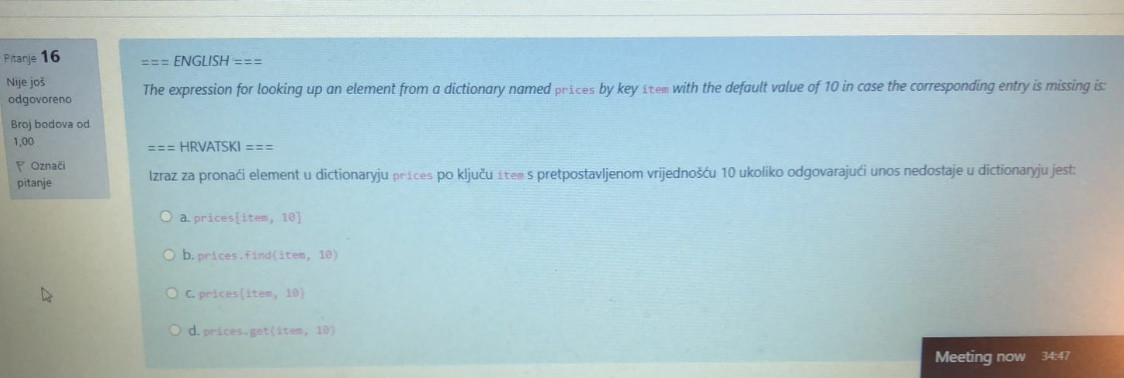 Pitanje 16
Nije još
odgovoreno
Broj bodova od
1,00
Označi
pitanje
=== ENGLISH ===
The expression for looking up an element from a dictionary named prices by key item with the default value of 10 in case the corresponding entry is missing is:
=== HRVATSKI ===
Izraz za pronaći element u dictionaryju prices po ključu item s pretpostavljenom vrijednošću 10 ukoliko odgovarajući unos nedostaje u dictionaryju jest:
a. prices[item, 10]
b. prices.find(item, 10)
c. prices(item, 10)
d. prices.get(item, 10)
Meeting now 34:47